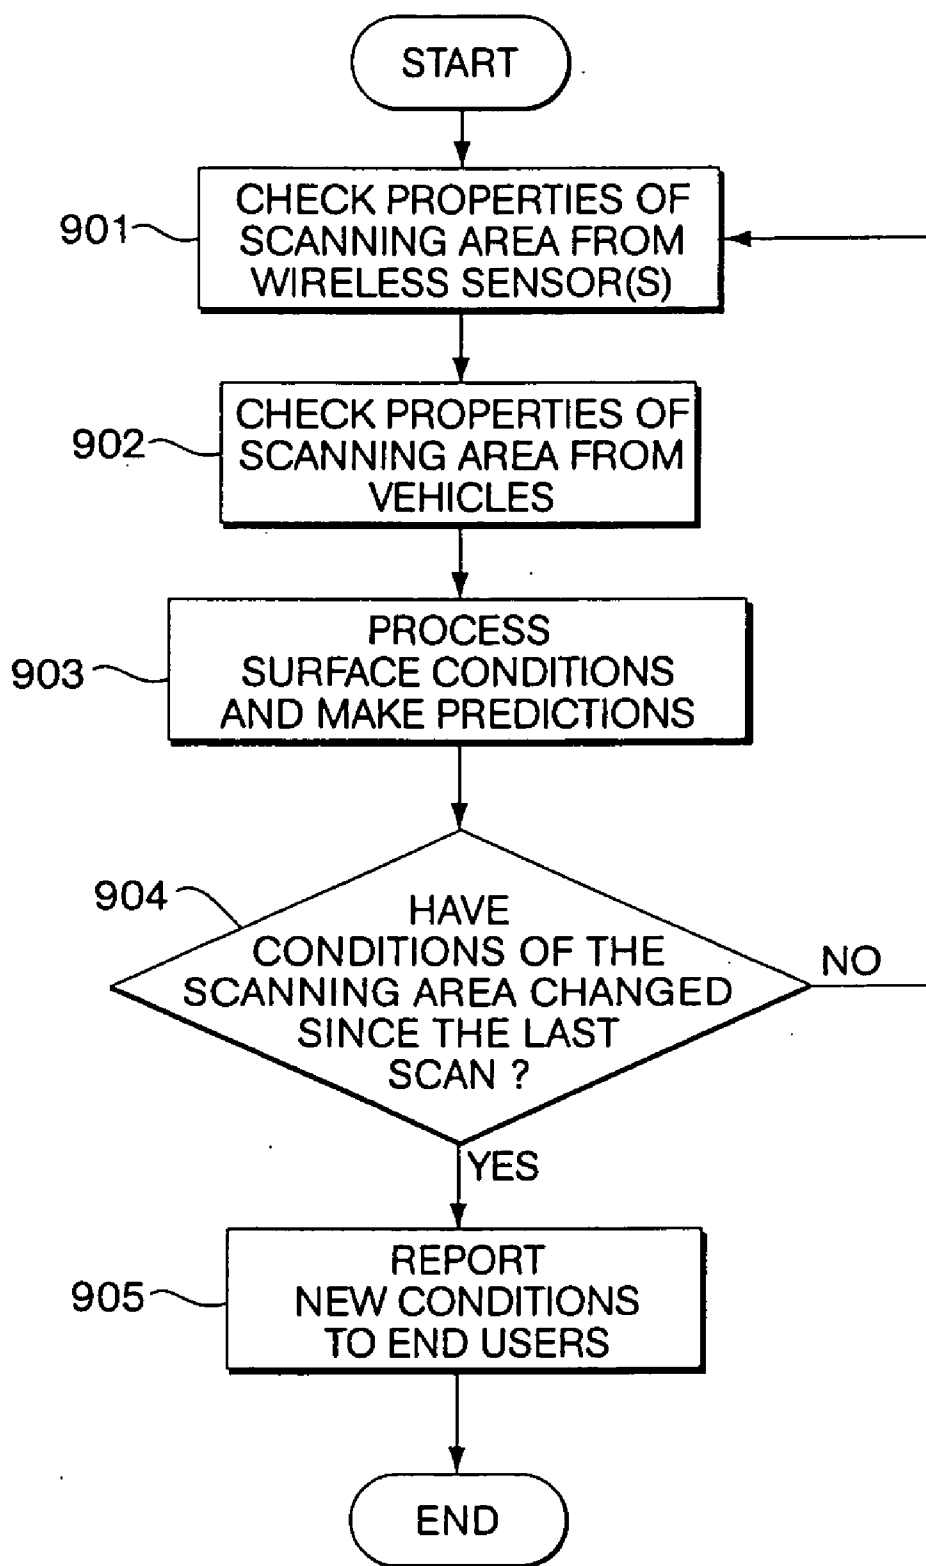 START
901
CHECK PROPERTIES OF
SCANNING AREA FROM
WIRELESS SENSOR(S)
902
CHECK PROPERTIES OF
SCANNING AREA FROM
VEHICLES
903
PROCESS
SURFACE CONDITIONS
AND MAKE PREDICTIONS
904
HAVE
CONDITIONS OF THE
SCANNING AREA CHANGED
SINCE THE LAST
SCAN ?
NO
YES
905
REPORT
NEW CONDITIONS
TO END USERS
END